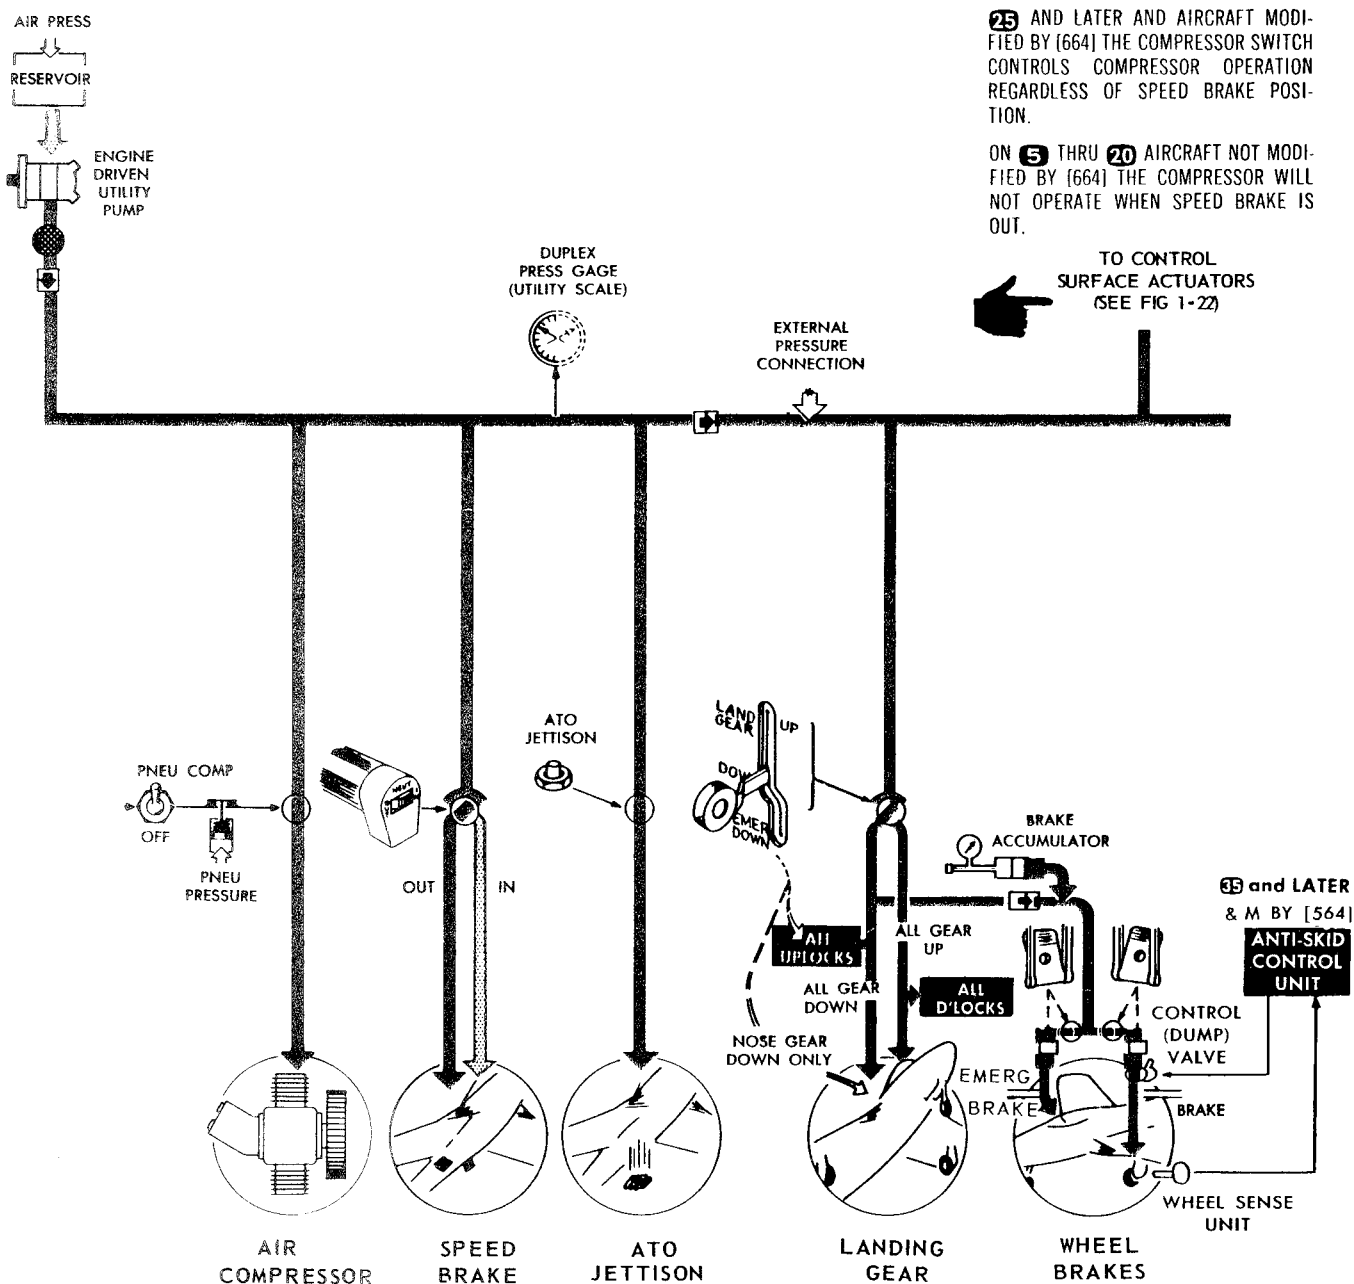 AIR PRESS
RESERVOIR
ENGINE
DRIVEN
UTILITY
PUMP
25 AND LATER AND AIRCRAFT MODI-
FIED BY [664] THE COMPRESSOR SWITCH
CONTROLS COMPRESSOR OPERATION
REGARDLESS OF SPEED BRAKE POSI-
TION.
ON 5 THRU 20 AIRCRAFT NOT MODI-
FIED BY [664] THE COMPRESSOR WILL
NOT OPERATE WHEN SPEED BRAKE IS
OUT.
DUPLEX
PRESS GAGE
(UTILITY SCALE)
TO CONTROL
SURFACE ACTUATORS
(SEE FIG 1-22)
EXTERNAL
PRESSURE
CONNECTION
PNEU COMP
OFF
PNEU
PRESSURE
NEUT
OUT
IN
ATO
JETTISON
LAND
GEAR
UP
DOWN
EMER
DOWN
BRAKE
ACCUMULATOR
35 and LATER
& M BY [564]
ANTI-SKID
CONTROL
UNIT
ALL
UPLOCKS
ALL GEAR
UP
ALL GEAR
DOWN
ALL
D'LOCKS
NOSE GEAR
DOWN ONLY
CONTROL
(DUMP)
VALVE
EMERG
BRAKE
BRAKE
WHEEL SENSE
UNIT
AIR
COMPRESSOR
SPEED
BRAKE
ATO
JETTISON
LANDING
GEAR
WHEEL
BRAKES